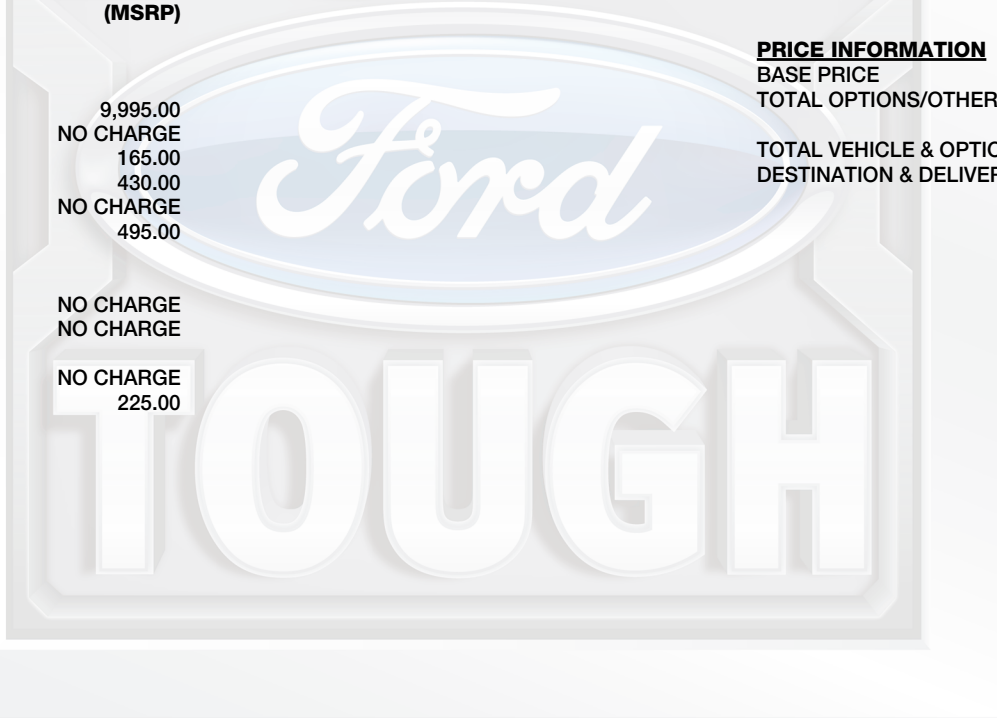 (MSRP)
9,995.00
NO CHARGE
165.00
430.00
NO CHARGE
495.00
NO CHARGE
NO CHARGE
NO CHARGE
225.00
PRICE INFORMATION
BASE PRICE
TOTAL OPTIONS/OTHER
TOTAL VEHICLE & OPTIO
DESTINATION & DELIVER
Ford
TOUGH